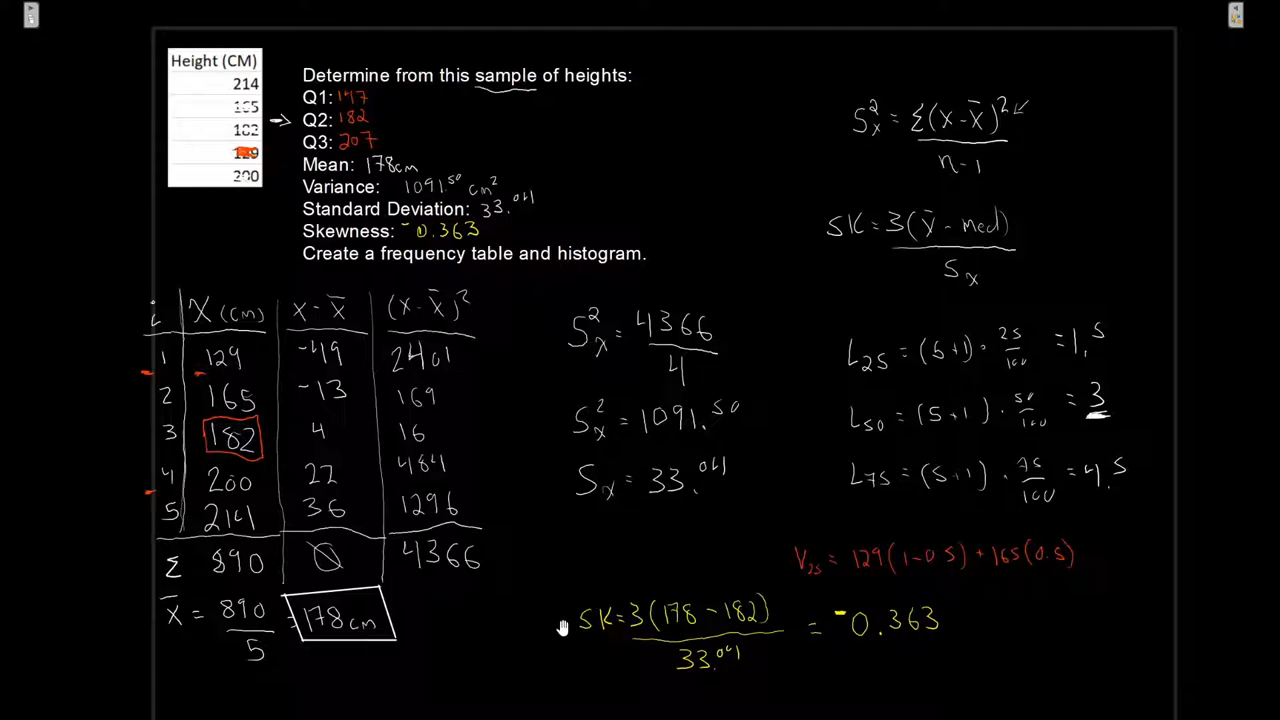 Height (CM)
214
165
182
129
200
Determine from this sample of heights:
Q1: 147
Q2: 182
Q3: 207
Mean: 178cm
Variance: 1091.50 cm²
Standard Deviation: 33.041
Skewness: -0.363
Create a frequency table and histogram.
S²x = Σ(x-x̄)²
n-1
SK = 3(x̄ - med)
Sx
i X (cm) x-x̄ (x-x̄)²
1 129 -49 2401
2 165 -13 169
3 182 4 16
4 200 22 484
5 214 36 1296
Σ 890 0 4366
x̄ = 890 = 178cm
5
S²x = 4366
4
S²x = 1091.50
Sx = 33.041
L25 = (5+1) · 25/100 = 1.5
L50 = (5+1) · 50/100 = 3
L75 = (5+1) · 75/100 = 4.5
V25 = 129(1-0.5) + 165(0.5)
SK = 3(178-182) = -0.363
33.041